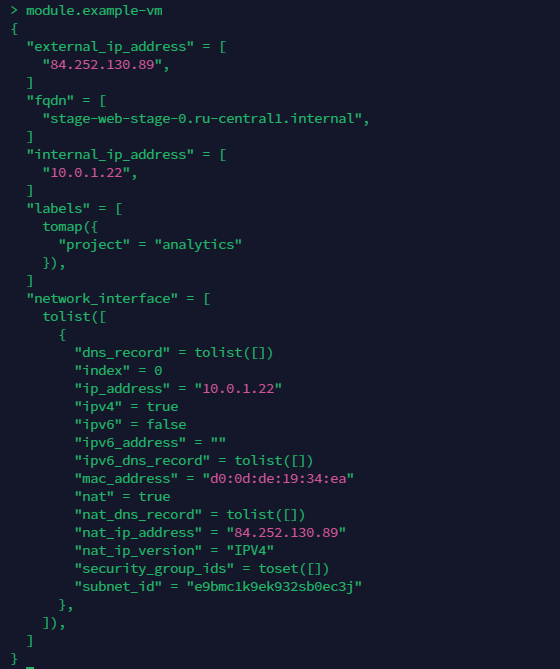 > module.example-vm
{
  "external_ip_address" = [
    "84.252.130.89",
  ]
  "fqdn" = [
    "stage-web-stage-0.ru-central1.internal",
  ]
  "internal_ip_address" = [
    "10.0.1.22",
  ]
  "labels" = [
    tomap({
      "project" = "analytics"
    }),
  ]
  "network_interface" = [
    tolist([
      {
        "dns_record" = tolist([])
        "index" = 0
        "ip_address" = "10.0.1.22"
        "ipv4" = true
        "ipv6" = false
        "ipv6_address" = ""
        "ipv6_dns_record" = tolist([])
        "mac_address" = "d0:0d:de:19:34:ea"
        "nat" = true
        "nat_dns_record" = tolist([])
        "nat_ip_address" = "84.252.130.89"
        "nat_ip_version" = "IPV4"
        "security_group_ids" = toset([])
        "subnet_id" = "e9bmc1k9ek932sb0ec3j"
      },
    ]),
  ]
}